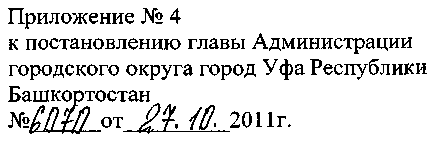 Приложение № 4
к постановлению главы Администрации
городского округа город Уфа Республики
Башкортостан
№6070 от 27.10.2011г.